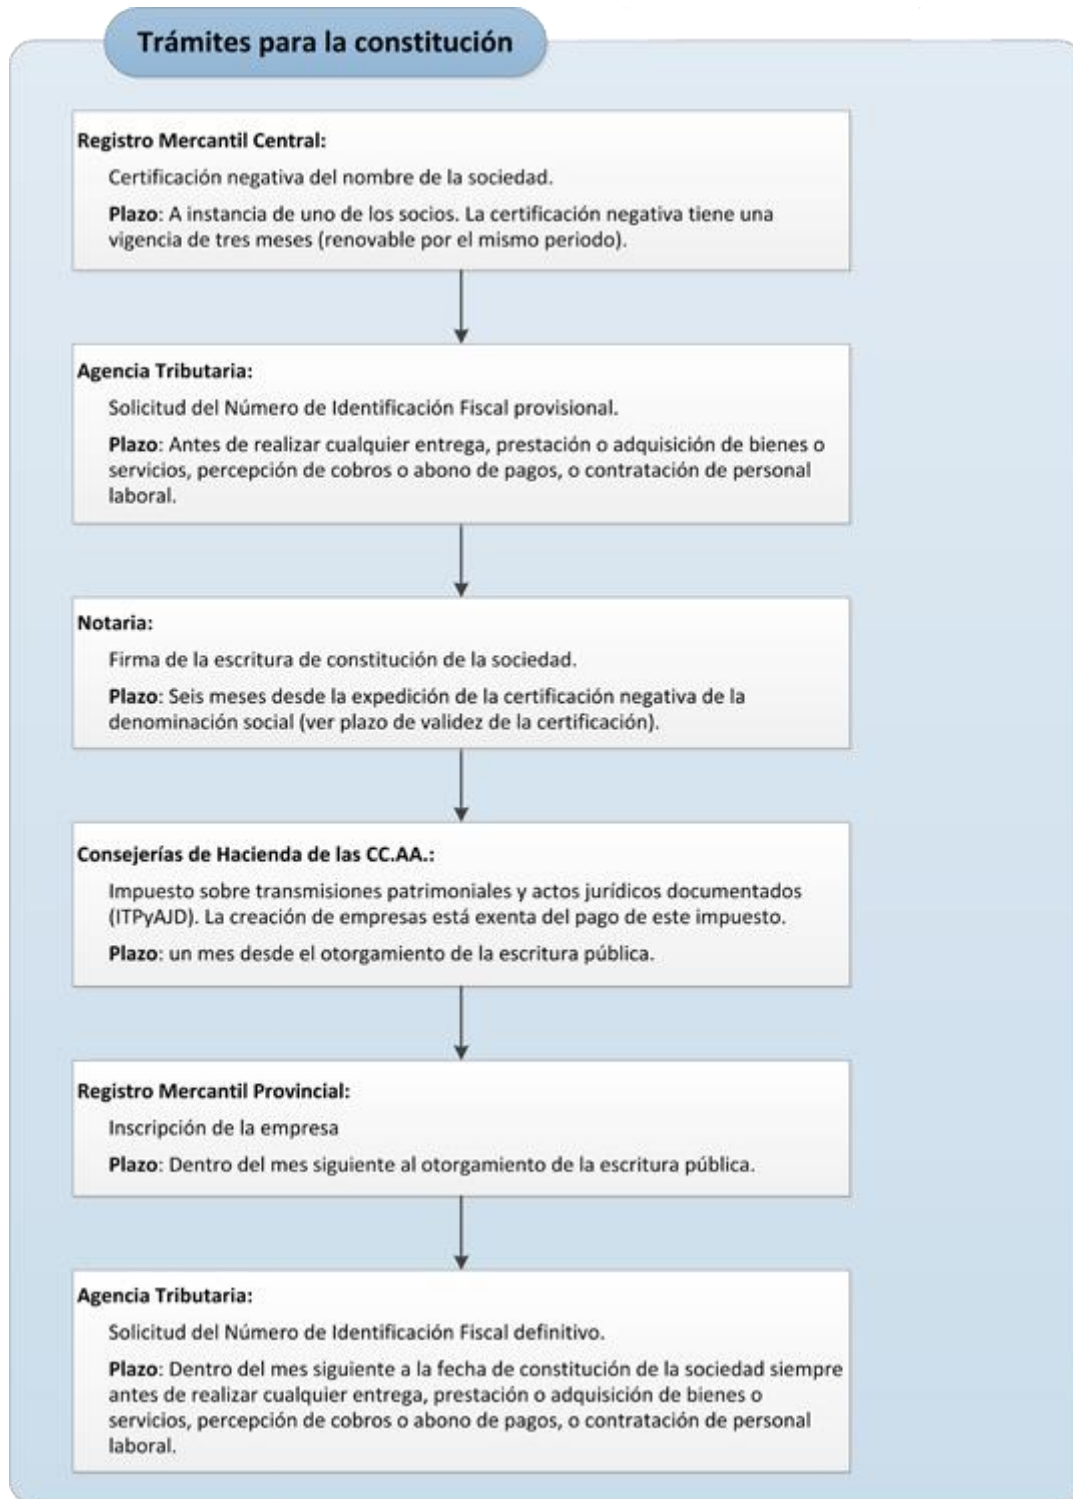 Trámites para la constitución
Registro Mercantil Central:
Certificación negativa del nombre de la sociedad.
Plazo: A instancia de uno de los socios. La certificación negativa tiene una
vigencia de tres meses (renovable por el mismo periodo).
Agencia Tributaria:
Solicitud del Número de Identificación Fiscal provisional.
Plazo: Antes de realizar cualquier entrega, prestación o adquisición de bienes o
servicios, percepción de cobros o abono de pagos, o contratación de personal
laboral.
Notaria:
Firma de la escritura de constitución de la sociedad.
Plazo: Seis meses desde la expedición de la certificación negativa de la
denominación social (ver plazo de validez de la certificación).
Consejerías de Hacienda de las CC.AA.:
Impuesto sobre transmisiones patrimoniales y actos jurídicos documentados
(ITPyAJD). La creación de empresas está exenta del pago de este impuesto.
Plazo: un mes desde el otorgamiento de la escritura pública.
Registro Mercantil Provincial:
Inscripción de la empresa
Plazo: Dentro del mes siguiente al otorgamiento de la escritura pública.
Agencia Tributaria:
Solicitud del Número de Identificación Fiscal definitivo.
Plazo: Dentro del mes siguiente a la fecha de constitución de la sociedad siempre
antes de realizar cualquier entrega, prestación o adquisición de bienes o
servicios, percepción de cobros o abono de pagos, o contratación de personal
laboral.